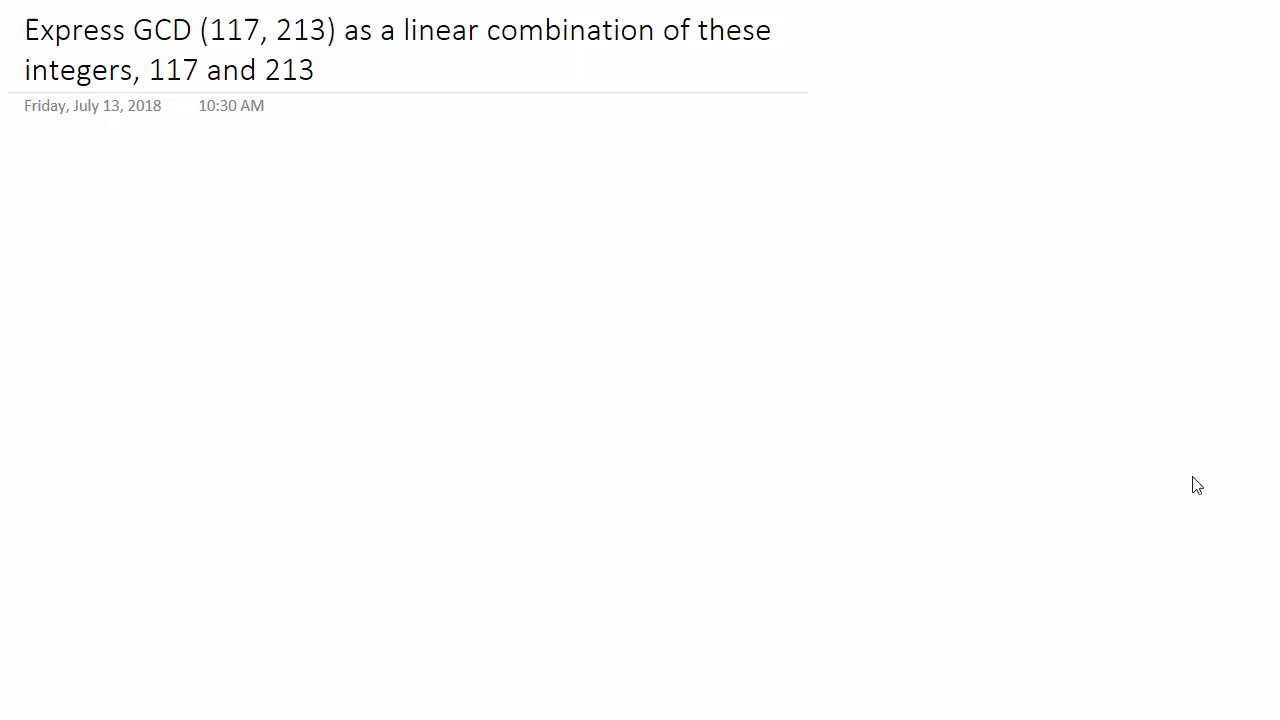 Express GCD (117, 213) as a linear combination of these
integers, 117 and 213
Friday, July 13, 2018 10:30 AM